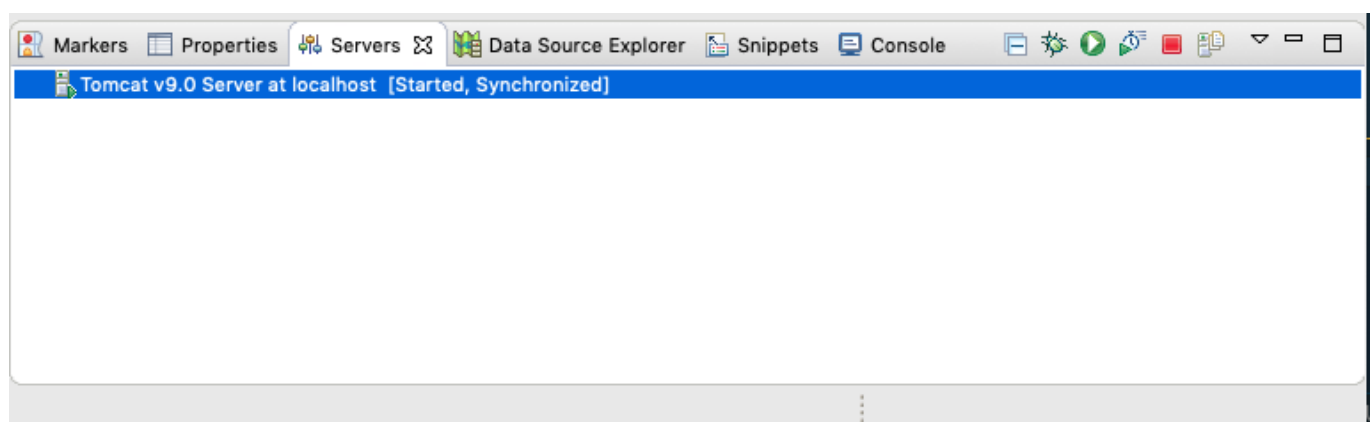 Markers Properties Servers Data Source Explorer Snippets Console
Tomcat v9.0 Server at localhost [Started, Synchronized]